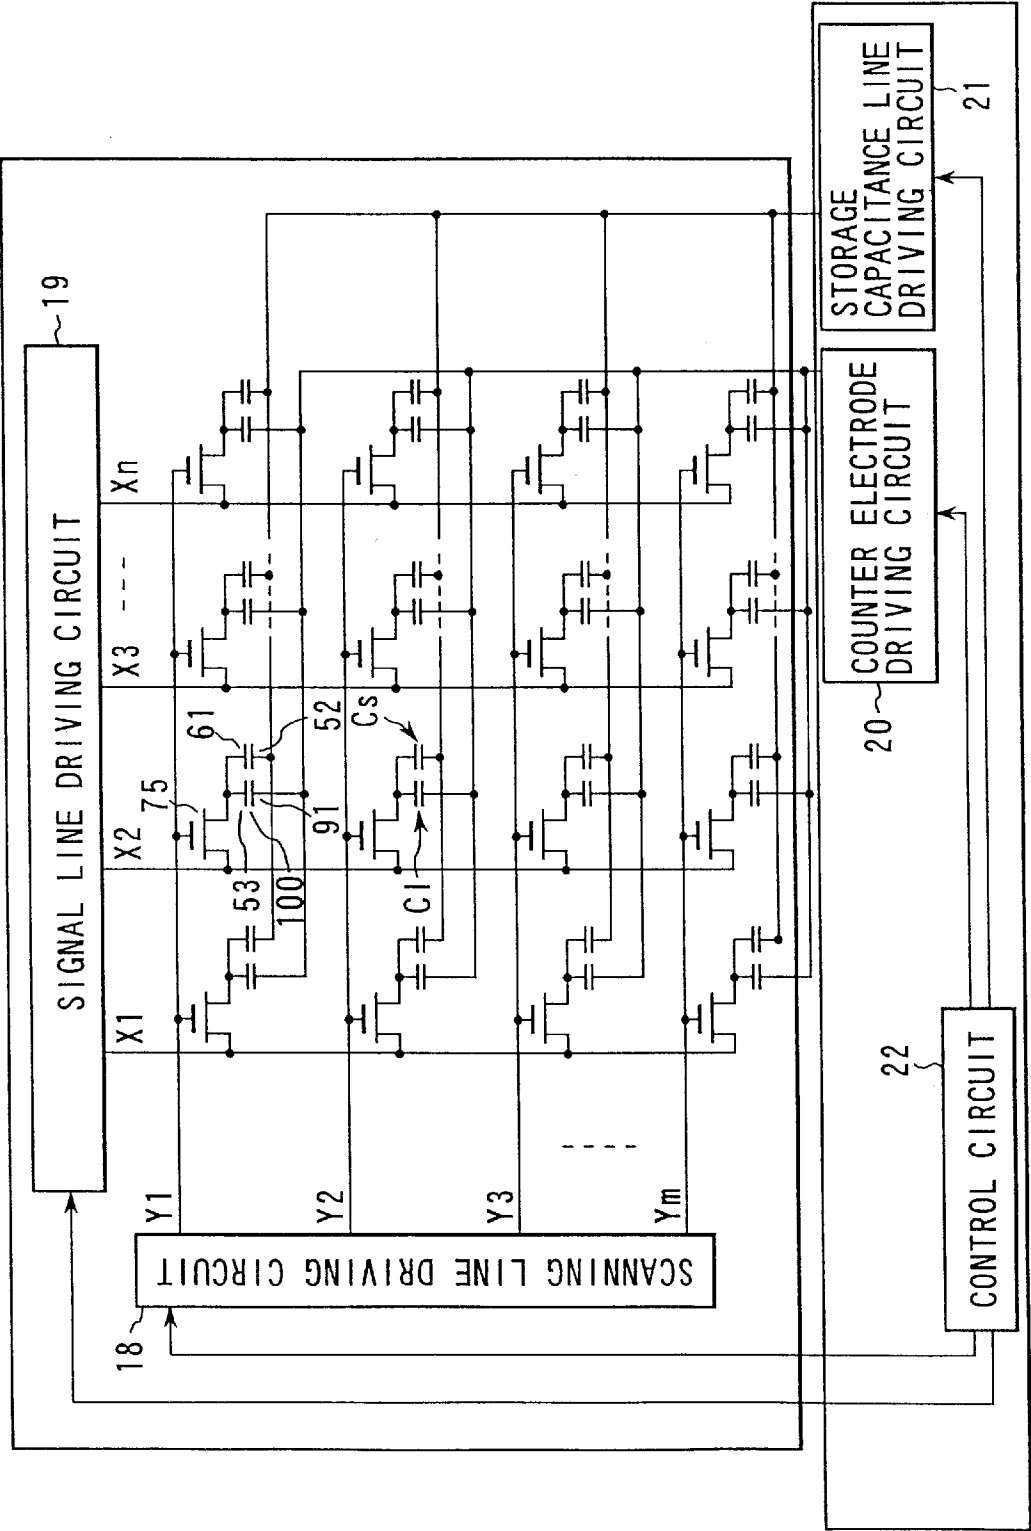 SIGNAL LINE DRIVING CIRCUIT
19
X1
X2
X3
Xn
Y1
Y2
Y3
Ym
SCANNING LINE DRIVING CIRCUIT
18
75
61
52
53
100
91
Cs
Cl
COUNTER ELECTRODE
DRIVING CIRCUIT
20
STORAGE
CAPACITANCE LINE
DRIVING CIRCUIT
21
22
CONTROL CIRCUIT